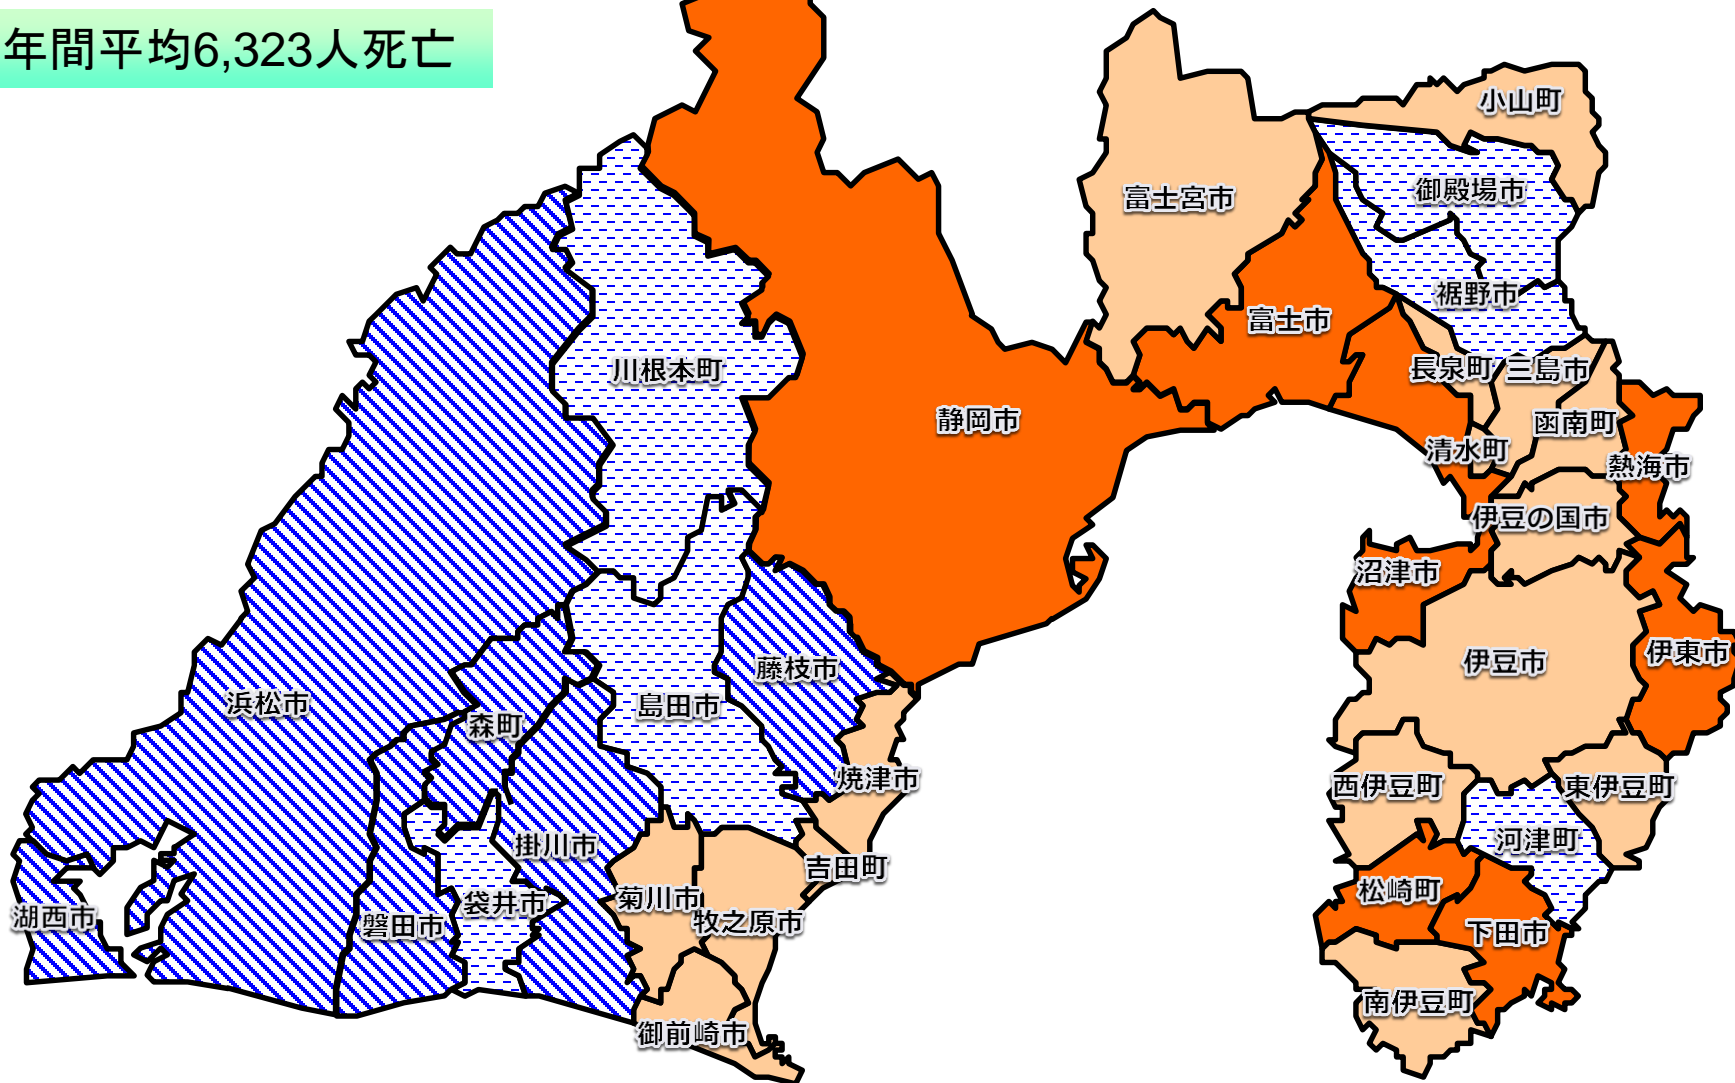 年間平均6,323人死亡
小山町
御殿場市
富士宮市
裾野市
富士市
川根本町
長泉町
三島市
静岡市
函南町
清水町
熱海市
伊豆の国市
沼津市
伊東市
伊豆市
藤枝市
浜松市
島田市
森町
焼津市
西伊豆町
東伊豆町
河津町
掛川市
吉田町
松崎町
菊川市
袋井市
湖西市
牧之原市
磐田市
下田市
南伊豆町
御前崎市